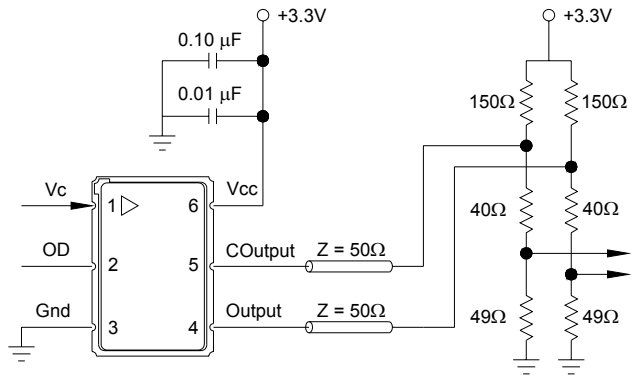 +3.3V
+3.3V
0.10 μF
0.01 μF
150Ω
150Ω
Vc
1
6
Vcc
40Ω
40Ω
OD
2
5
COutput
Z = 50Ω
Gnd
3
4
Output
Z = 50Ω
49Ω
49Ω